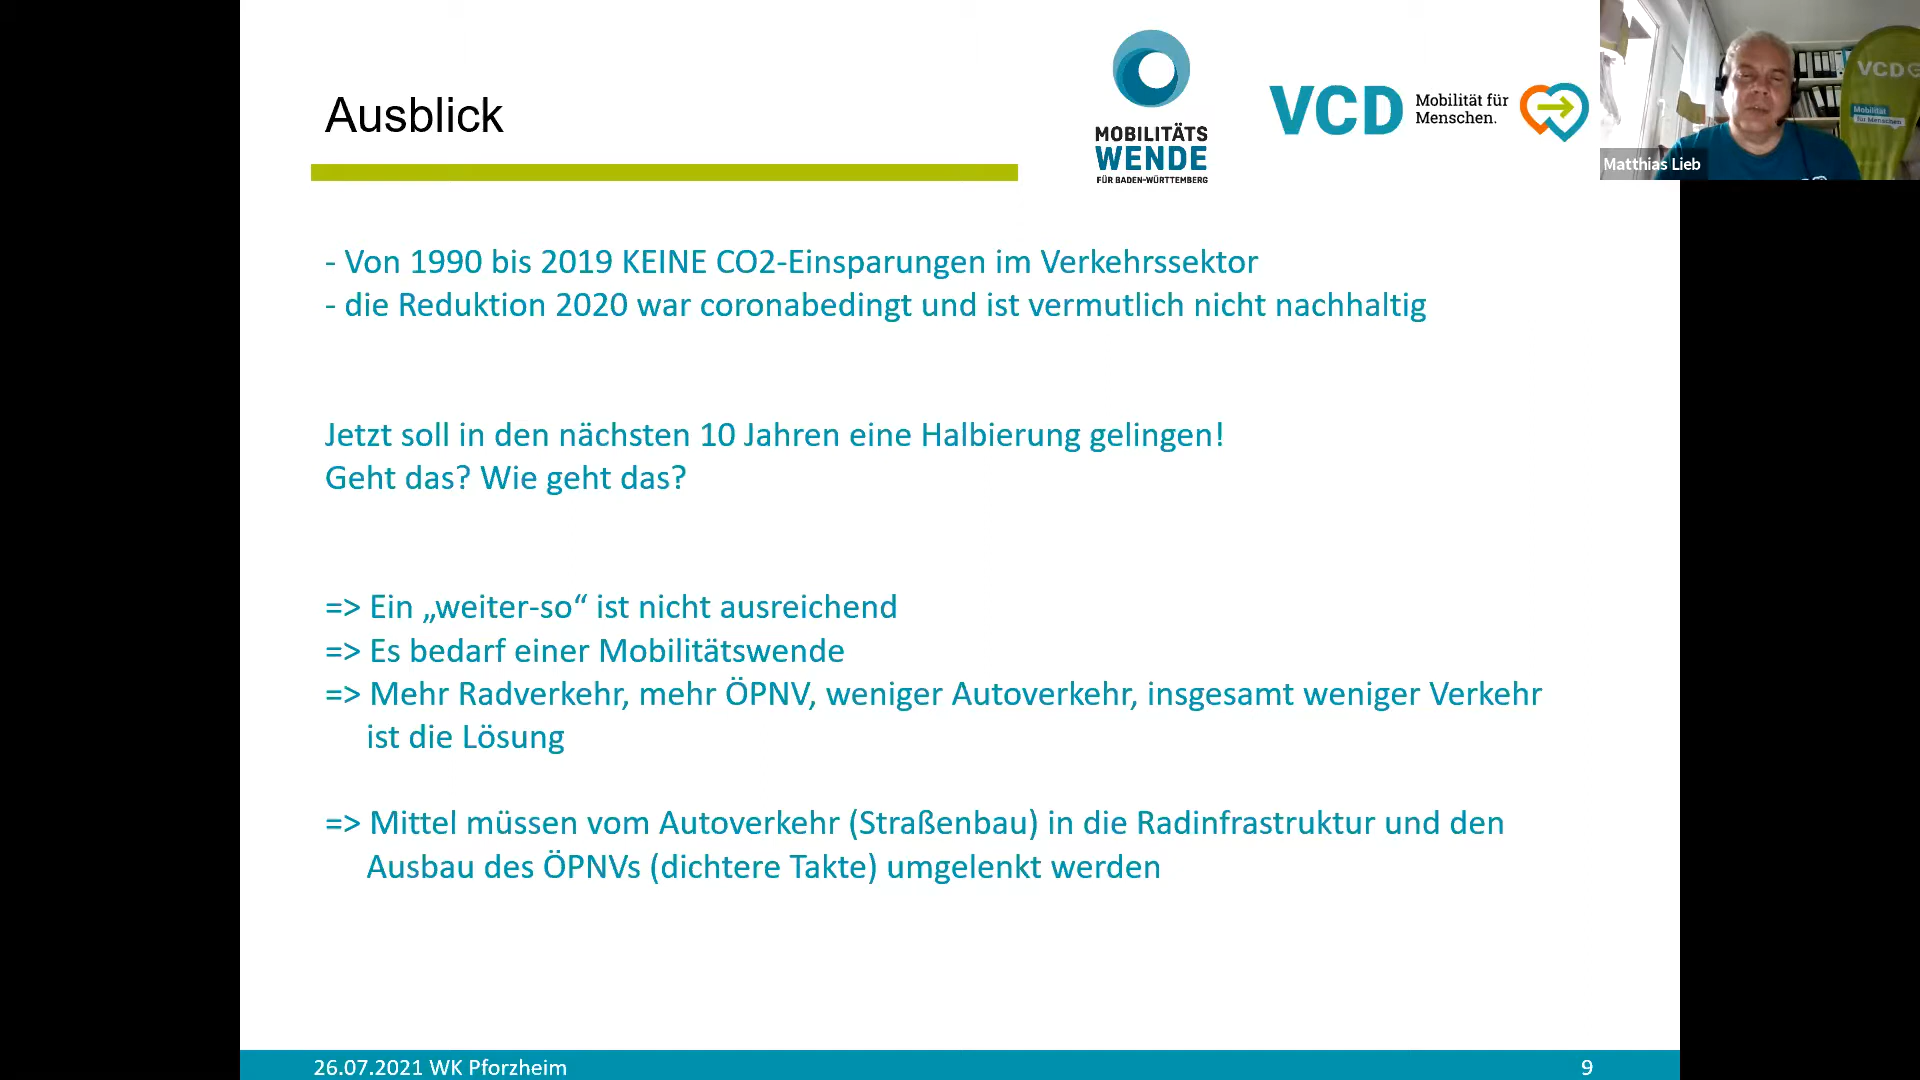 Ausblick
MOBILITÄTS
WENDE
FÜR BADEN-WÜRTTEMBERG
VCD
Mobilität für
Menschen.
VCD
Mobilität
für Menschen
Matthias Lieb
- Von 1990 bis 2019 KEINE CO2-Einsparungen im Verkehrssektor
- die Reduktion 2020 war coronabedingt und ist vermutlich nicht nachhaltig
Jetzt soll in den nächsten 10 Jahren eine Halbierung gelingen!
Geht das? Wie geht das?
=> Ein „weiter-so“ ist nicht ausreichend
=> Es bedarf einer Mobilitätswende
=> Mehr Radverkehr, mehr ÖPNV, weniger Autoverkehr, insgesamt weniger Verkehr
ist die Lösung
=> Mittel müssen vom Autoverkehr (Straßenbau) in die Radinfrastruktur und den
Ausbau des ÖPNVs (dichtere Takte) umgelenkt werden
26.07.2021 WK Pforzheim
9